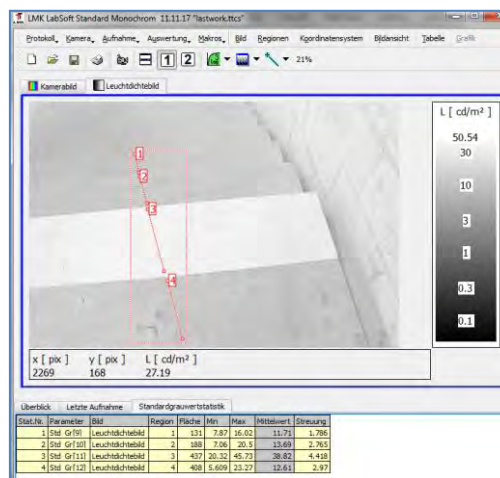 LMK LabSoft Standard Monochrom 11.11.17 "lastwork.ttcs"
Protokoll Kamera Aufnahme Auswertung Makros Bild Regionen Koordinatensystem Bildansicht Tabelle Grafik
1 2 21%
Kamerabild Leuchtdichtebild
L [ cd/m² ]
50.54
30
10
3
1
0.3
0.1
1
2
3
4
x [ pix ] y [ pix ] L [ cd/m² ]
2269 168 27.19
Überblick Letzte Aufnahme Standardgrauwertstatistik
Stat.Nr. Parameter Bild Region Fläche Min Max Mittelwert Streuung
1 Std Gr[9] Leuchtdichtebild 1 131 7.87 16.02 11.71 1.786
2 Std Gr[10] Leuchtdichtebild 2 188 7.06 20.5 13.69 2.765
3 Std Gr[11] Leuchtdichtebild 3 437 20.32 45.73 38.82 4.418
4 Std Gr[12] Leuchtdichtebild 4 408 5.609 23.27 12.61 2.97